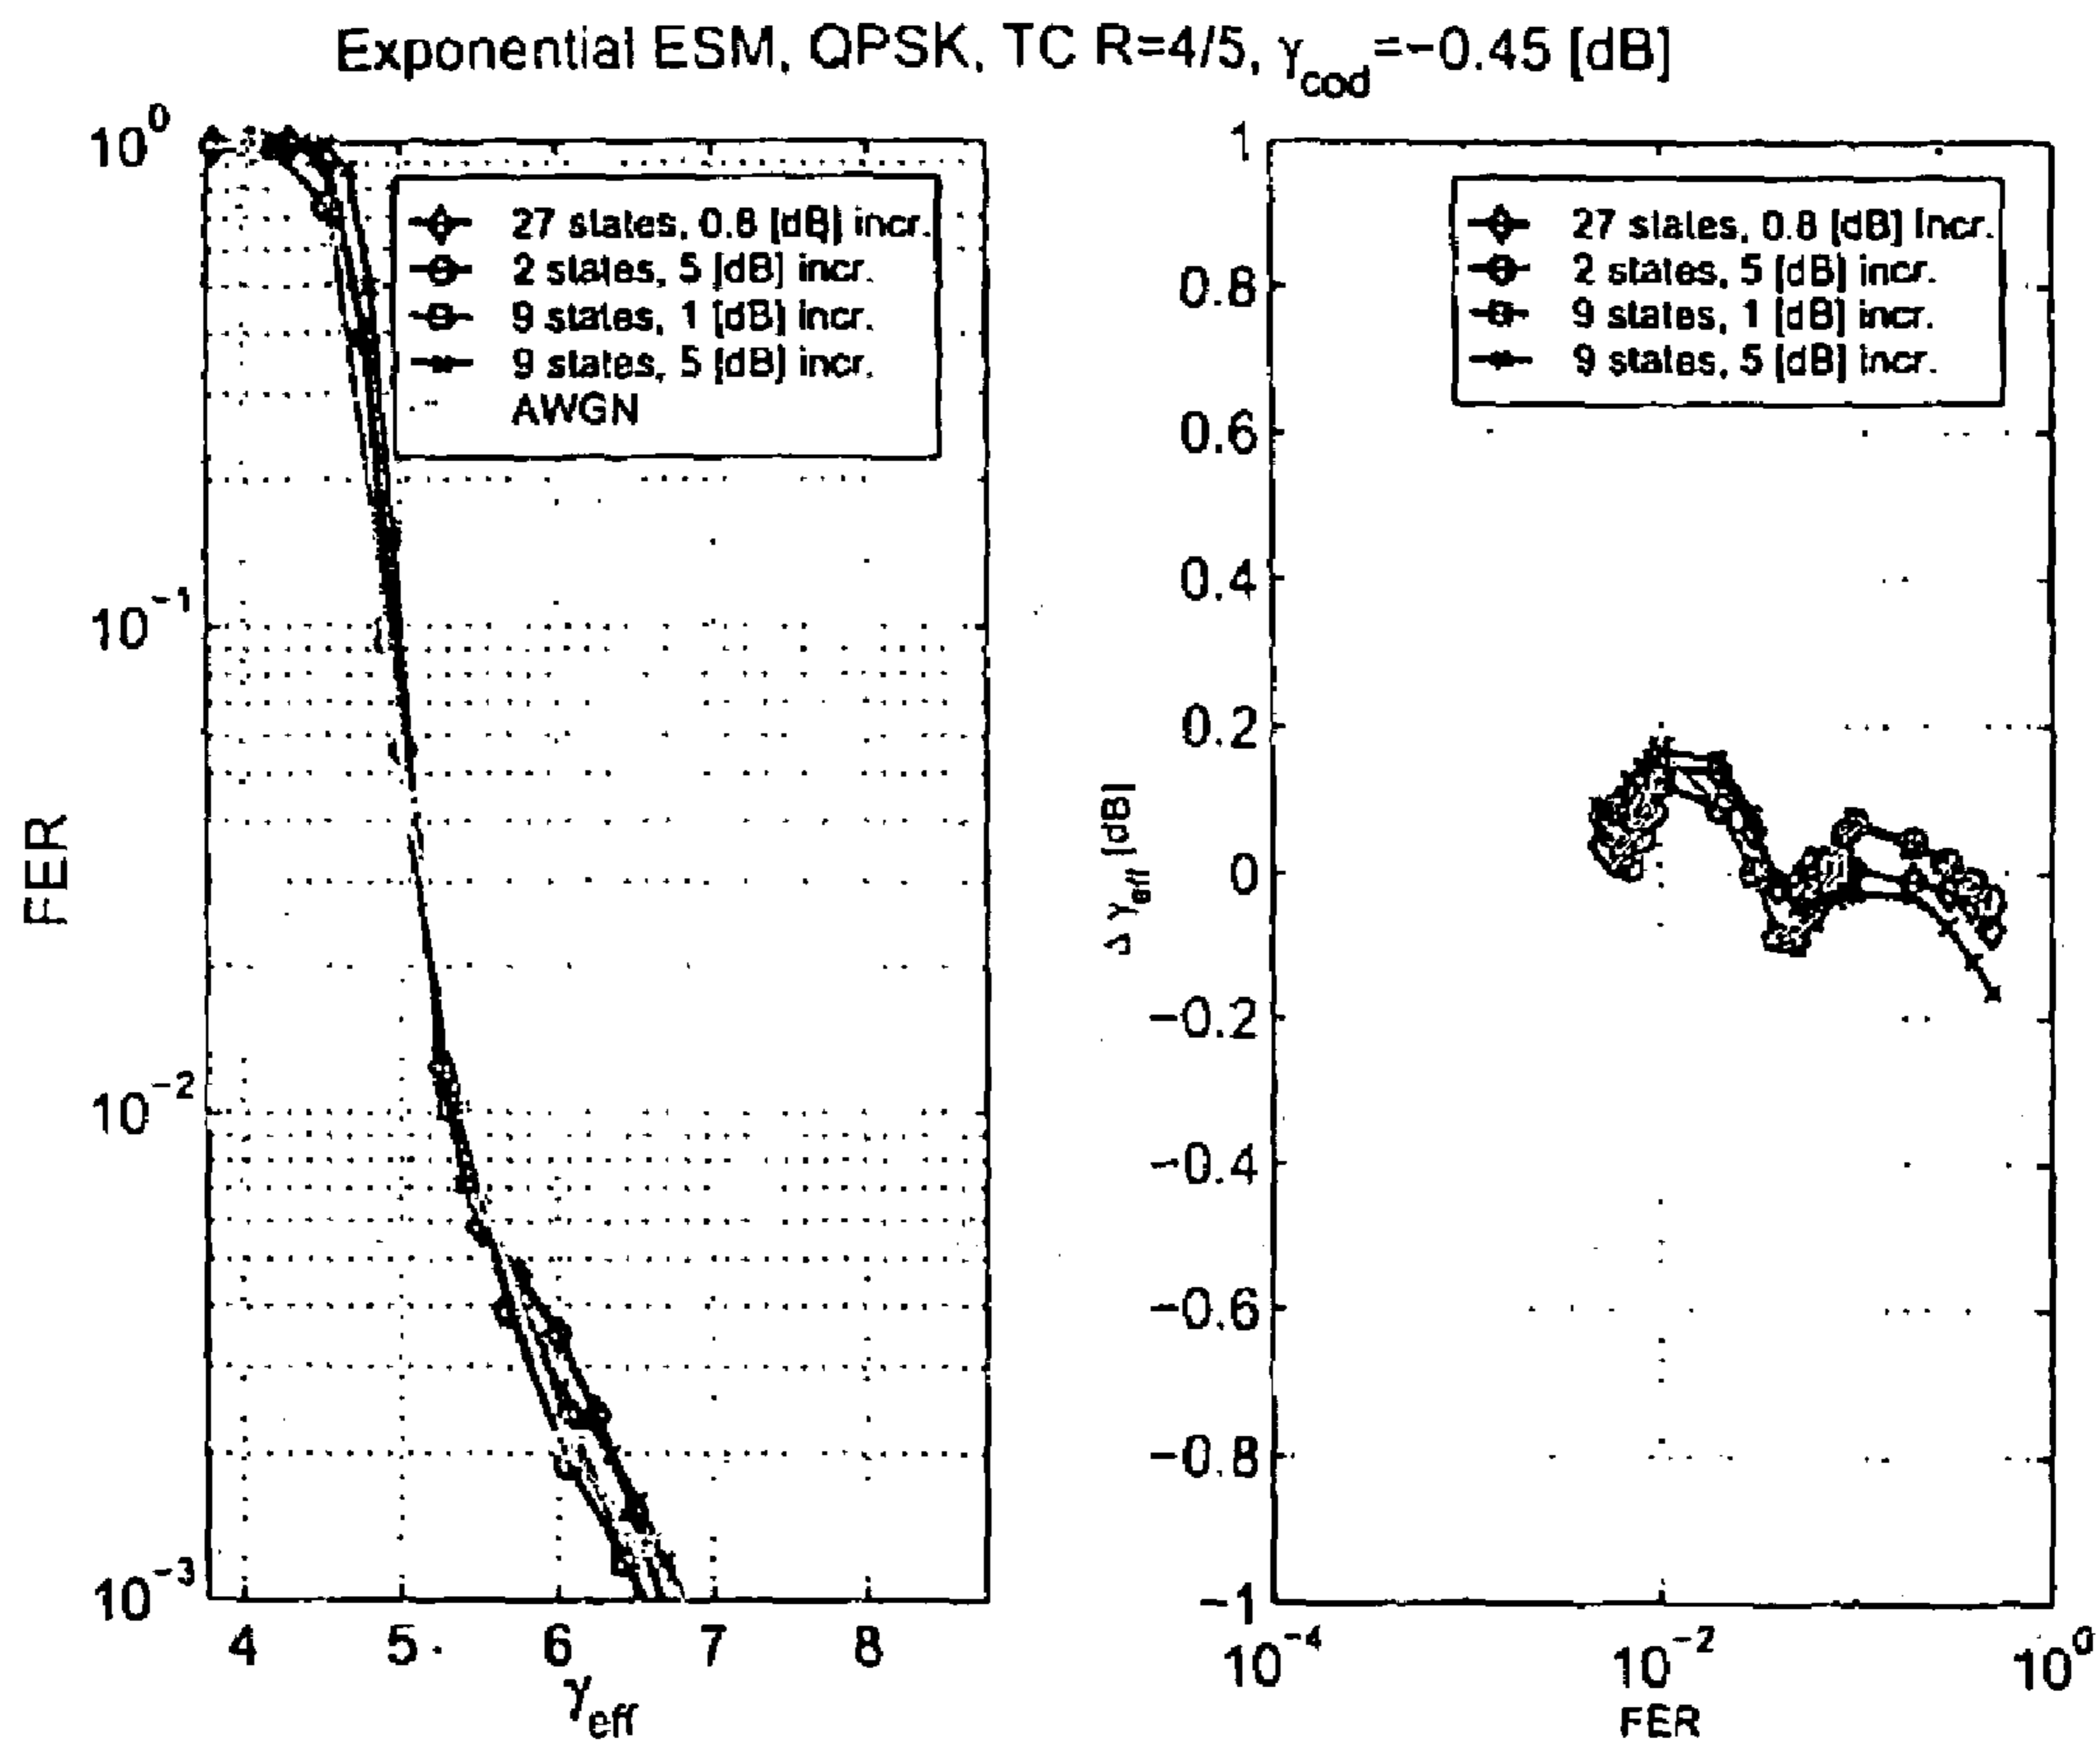 Exponential ESM, QPSK, TC R=4/5, γcod=−0.45 [dB]
10^0
10^-1
10^-2
10^-3
FER
27 states, 0.8 [dB] incr.
2 states, 5 [dB] incr.
9 states, 1 [dB] incr.
9 states, 5 [dB] incr.
AWGN
4 5 6 7 8
γeff
1
0.8
0.6
0.4
0.2
0
−0.2
−0.4
−0.6
−0.8
−1
Δ γeff [dB]
27 states, 0.8 [dB] Incr.
2 states, 5 [dB] incr.
9 states, 1 [dB] incr.
9 states, 5 [dB] incr.
10^-4 10^-2 10^0
FER